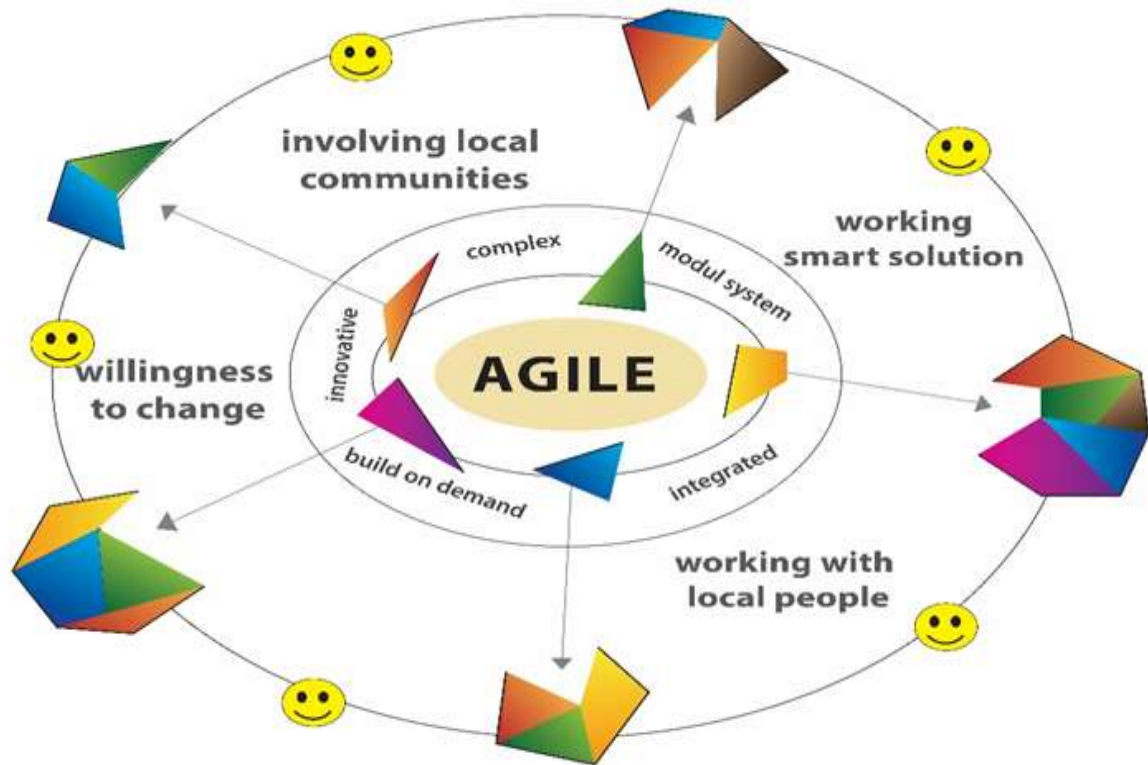 involving local
communities
working
smart solution
complex
modul system
innovative
AGILE
willingness
to change
build on demand
integrated
working with
local people